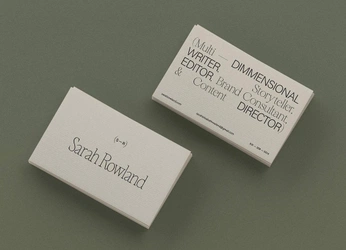 (↔)
Sarah Rowland
(Multi — DIMMENSIONAL
WRITER, Storyteller,
EDITOR, Brand Consultant,
& Content DIRECTOR)